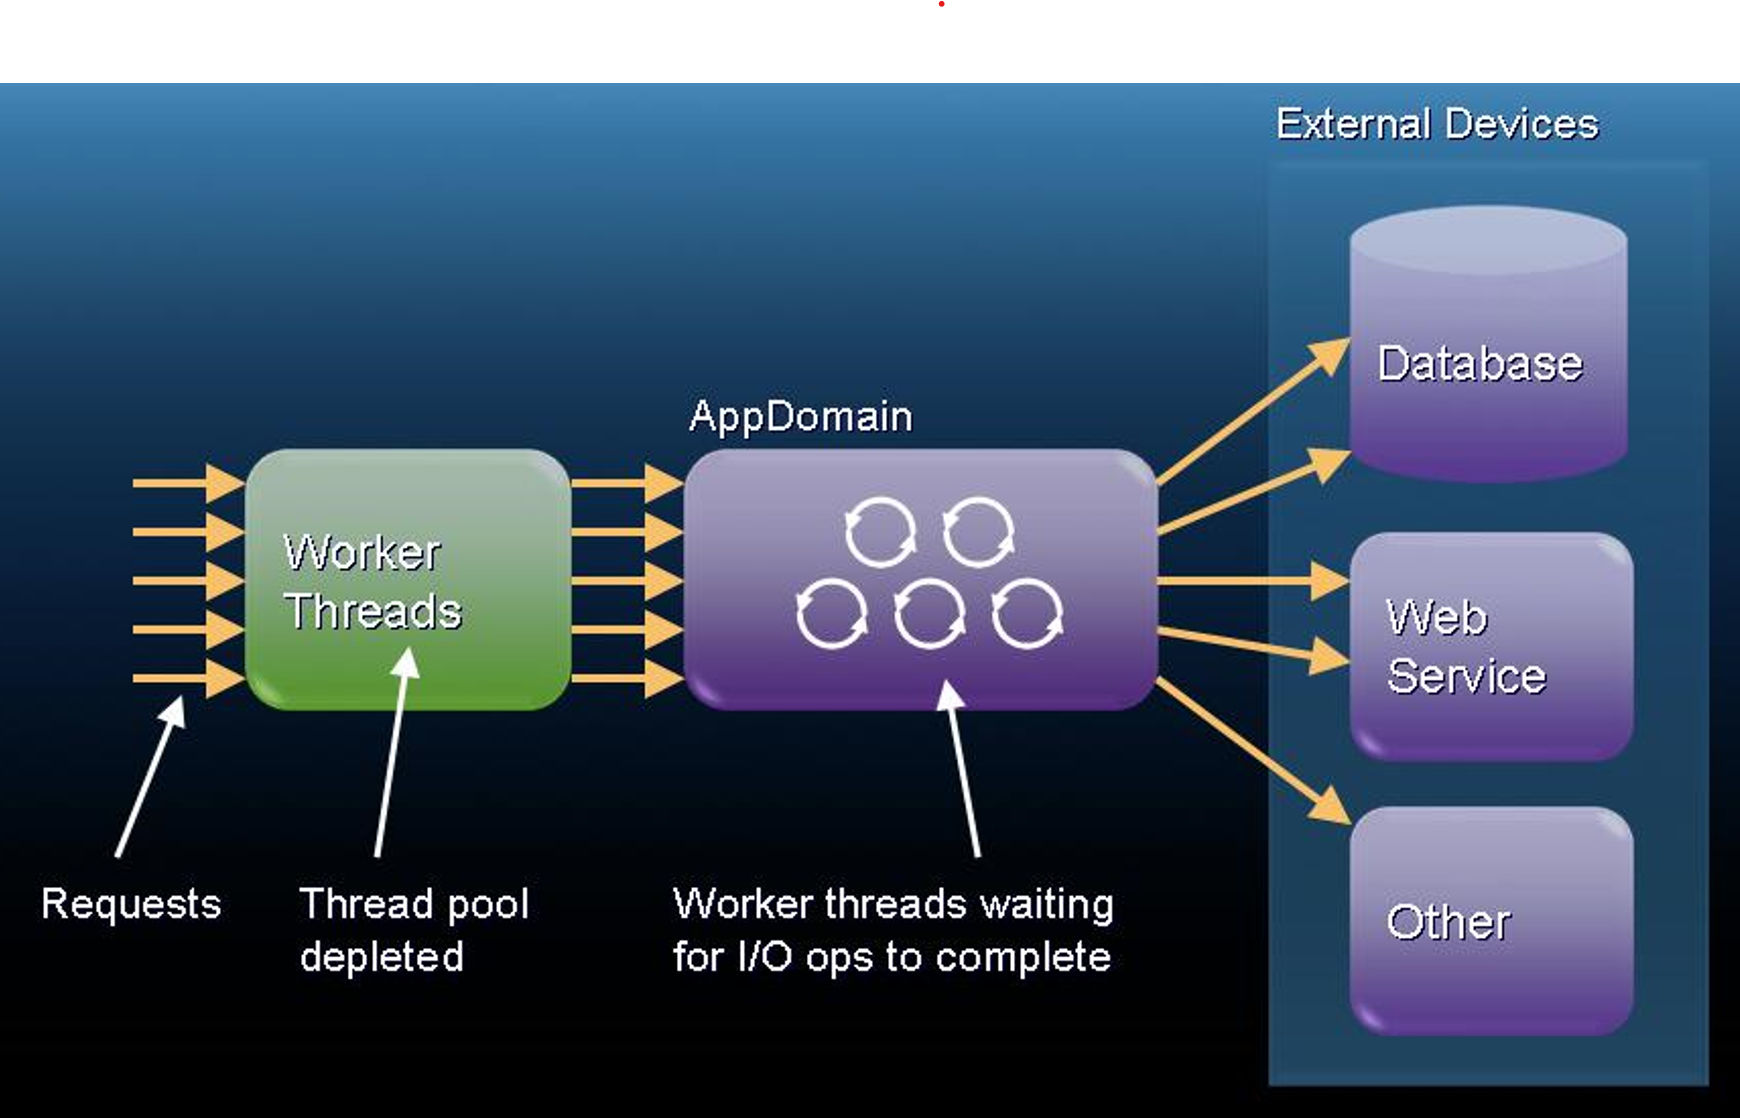 External Devices
Database
AppDomain
Worker
Threads
Web
Service
Other
Requests
Thread pool
depleted
Worker threads waiting
for I/O ops to complete